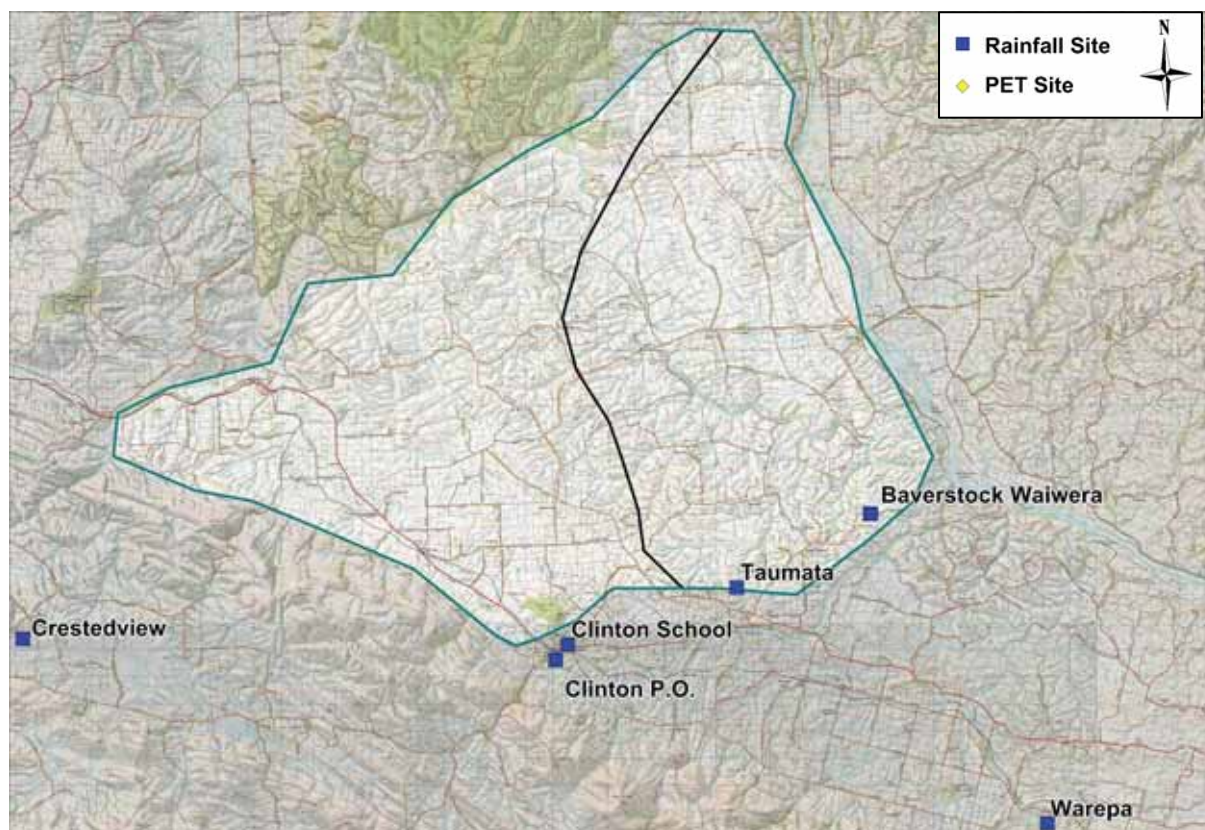 N
Rainfall Site
PET Site
Baverstock Waiwera
Taumata
Crestedview
Clinton School
Clinton P.O.
Warepa